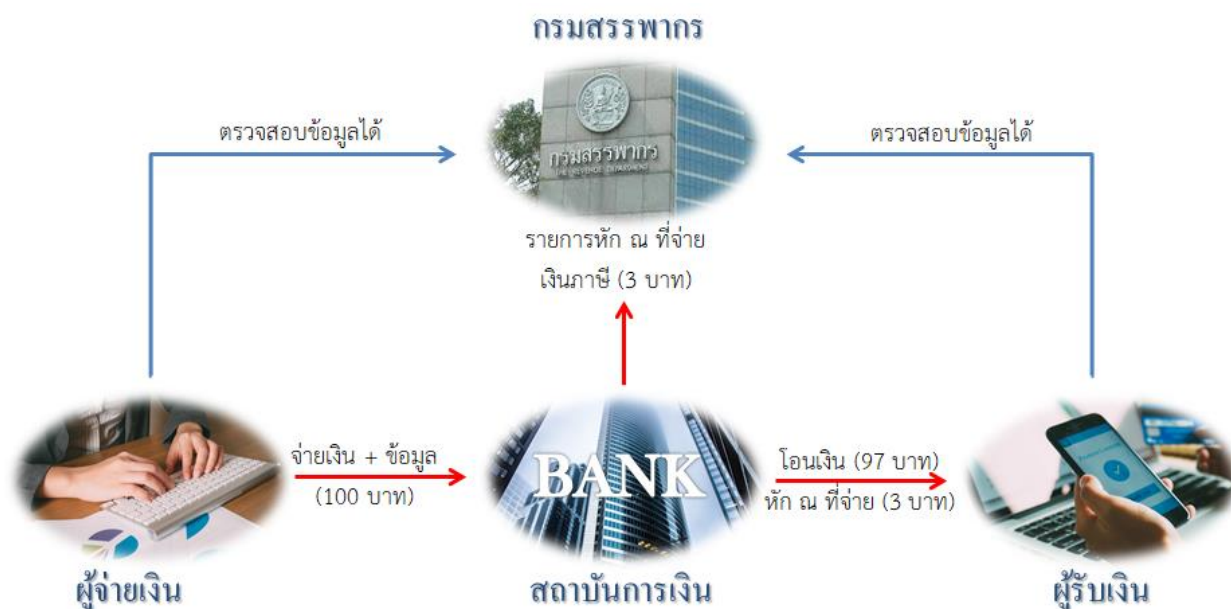 กรมสรรพากร
ตรวจสอบข้อมูลได้
ตรวจสอบข้อมูลได้
กรมสรรพากร
THE REVENUE DEPARTMENT
รายการหัก ณ ที่จ่าย
เงินภาษี (3 บาท)
จ่ายเงิน + ข้อมูล
(100 บาท)
BANK
โอนเงิน (97 บาท)
หัก ณ ที่จ่าย (3 บาท)
ผู้จ่ายเงิน
สถาบันการเงิน
ผู้รับเงิน